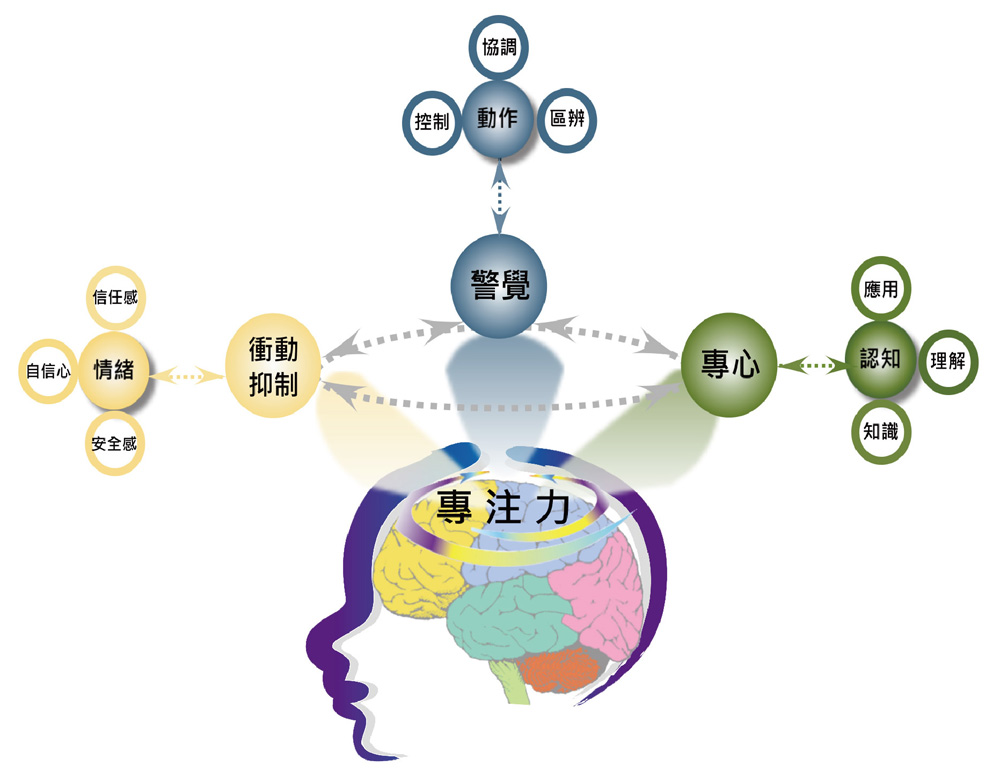 協調
控制
動作
區辨
警覺
信任感
自信心
情緒
安全感
衝動
抑制
專心
應用
認知
理解
知識
專注力